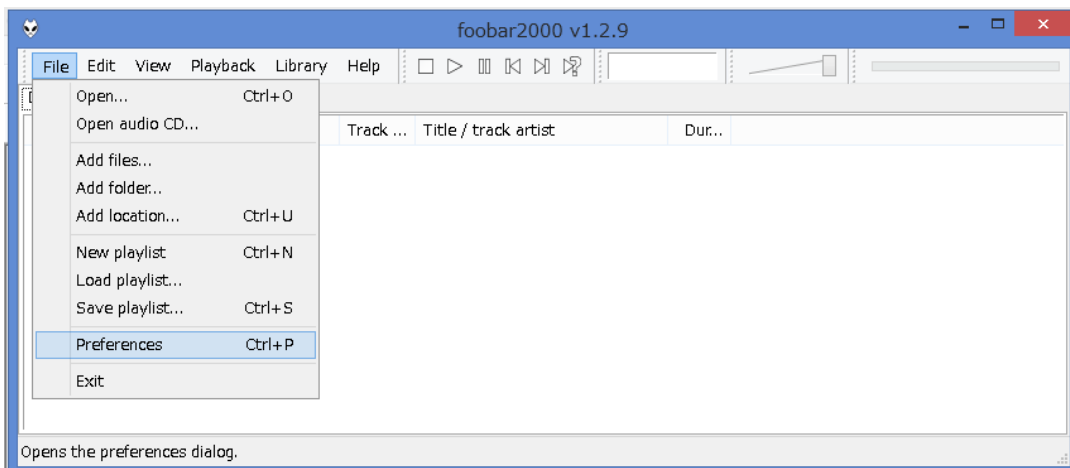 foobar2000 v1.2.9
File Edit View Playback Library Help
Open... Ctrl+O
Open audio CD...
Track ... Title / track artist Dur...
Add files...
Add folder...
Add location... Ctrl+U
New playlist Ctrl+N
Load playlist...
Save playlist... Ctrl+S
Preferences Ctrl+P
Exit
Opens the preferences dialog.